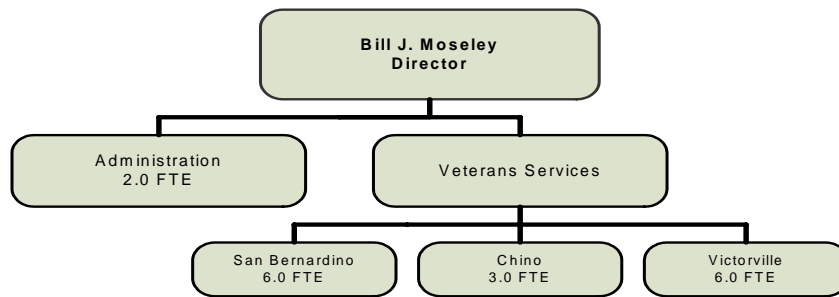 Bill J. Moseley
Director
Administration
2.0 FTE
Veterans Services
San Bernardino
6.0 FTE
Chino
3.0 FTE
Victorville
6.0 FTE